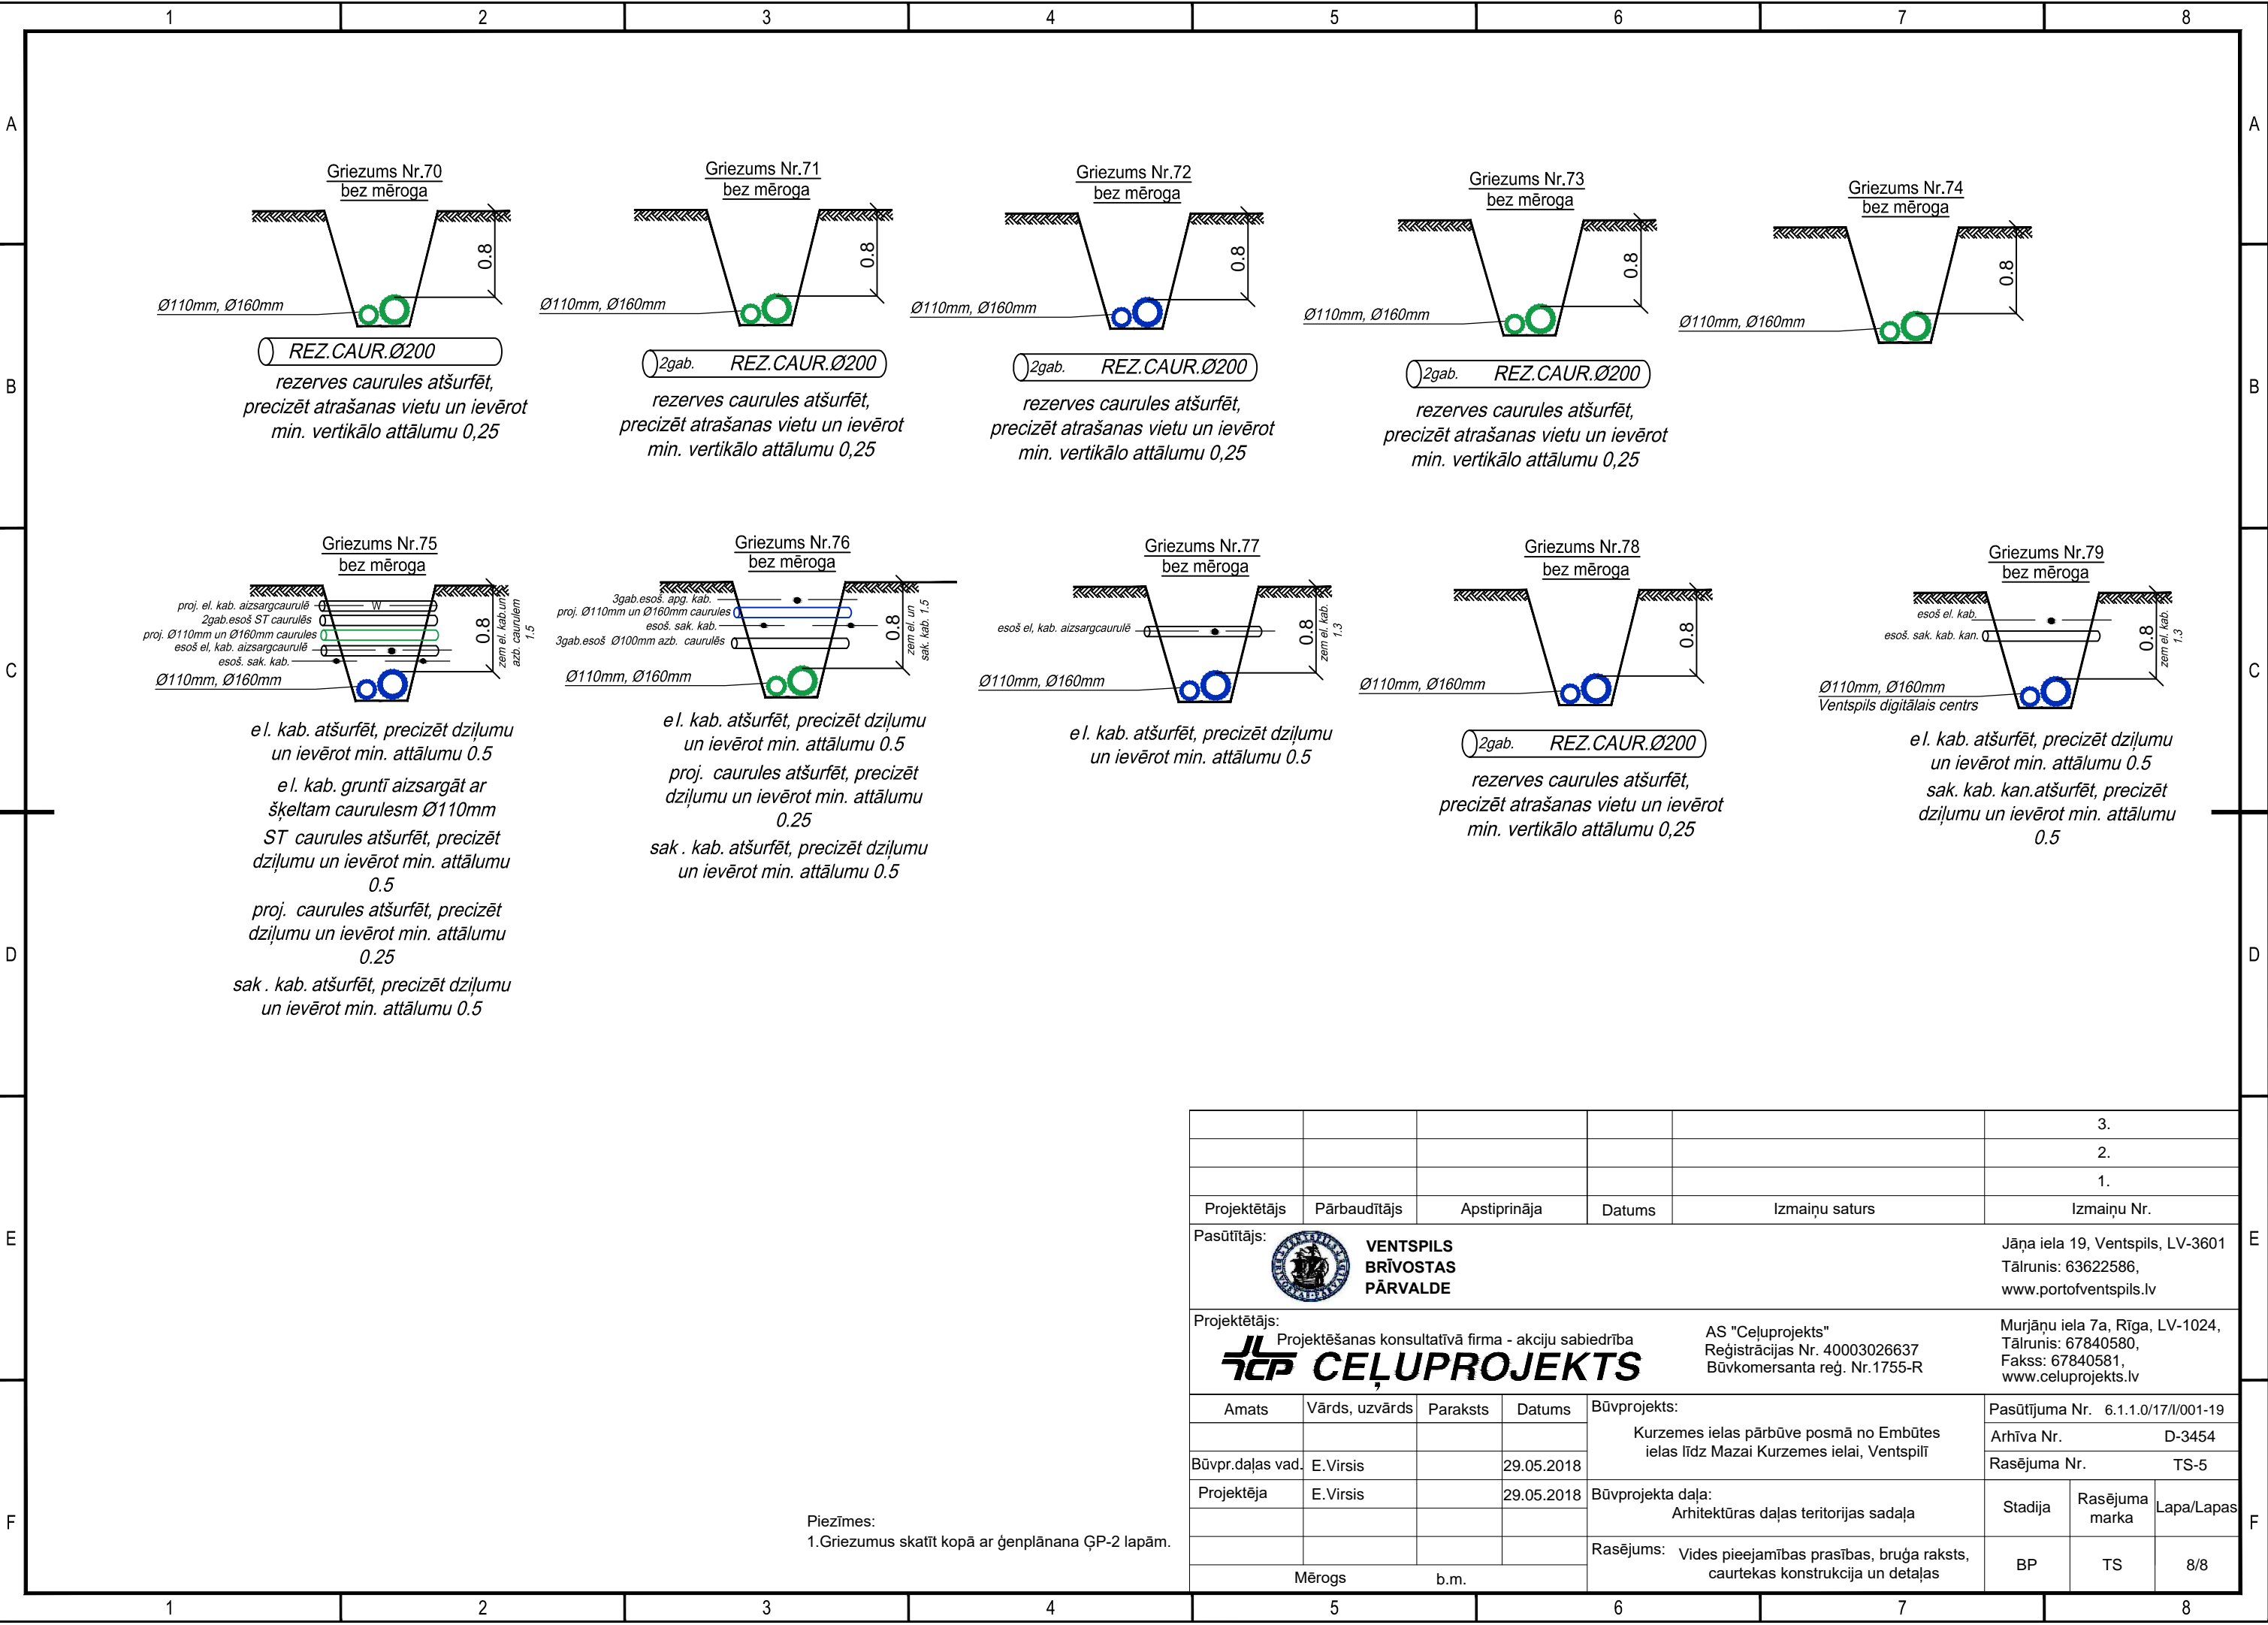 1 2 3 4 5 6 7 8
A A
B B
C C
D D
E E
F F
Griezums Nr.70
bez mēroga
0.8
Ø110mm, Ø160mm
REZ.CAUR.Ø200
rezerves caurules atšurfēt,
precizēt atrašanas vietu un ievērot
min. vertikālo attālumu 0,25
Griezums Nr.71
bez mēroga
0.8
Ø110mm, Ø160mm
2gab. REZ.CAUR.Ø200
rezerves caurules atšurfēt,
precizēt atrašanas vietu un ievērot
min. vertikālo attālumu 0,25
Griezums Nr.72
bez mēroga
0.8
Ø110mm, Ø160mm
2gab. REZ.CAUR.Ø200
rezerves caurules atšurfēt,
precizēt atrašanas vietu un ievērot
min. vertikālo attālumu 0,25
Griezums Nr.73
bez mēroga
0.8
Ø110mm, Ø160mm
2gab. REZ.CAUR.Ø200
rezerves caurules atšurfēt,
precizēt atrašanas vietu un ievērot
min. vertikālo attālumu 0,25
Griezums Nr.74
bez mēroga
0.8
Ø110mm, Ø160mm
Griezums Nr.75
bez mēroga
proj. el. kab. aizsargcaurulē
W
2gab.esoš ST caurulēs
proj. Ø110mm un Ø160mm caurules
esoš el, kab. aizsargcaurulē
esoš. sak. kab.
Ø110mm, Ø160mm
0.8
zem el. kab.un
azb. caurulem
1.5
el. kab. atšurfēt, precizēt dziļumu
un ievērot min. attālumu 0.5
el. kab. gruntī aizsargāt ar
šķeltam caurulesm Ø110mm
ST caurules atšurfēt, precizēt
dziļumu un ievērot min. attālumu
0.5
proj. caurules atšurfēt, precizēt
dziļumu un ievērot min. attālumu
0.25
sak . kab. atšurfēt, precizēt dziļumu
un ievērot min. attālumu 0.5
Griezums Nr.76
bez mēroga
3gab.esoš. apg. kab.
proj. Ø110mm un Ø160mm caurules
esoš. sak. kab.
3gab.esoš Ø100mm azb. caurulēs
Ø110mm, Ø160mm
0.8
zem el. un
sak. kab. 1.5
el. kab. atšurfēt, precizēt dziļumu
un ievērot min. attālumu 0.5
proj. caurules atšurfēt, precizēt
dziļumu un ievērot min. attālumu
0.25
sak . kab. atšurfēt, precizēt dziļumu
un ievērot min. attālumu 0.5
Griezums Nr.77
bez mēroga
esoš el, kab. aizsargcaurulē
Ø110mm, Ø160mm
0.8
zem el. kab.
1.3
el. kab. atšurfēt, precizēt dziļumu
un ievērot min. attālumu 0.5
Griezums Nr.78
bez mēroga
0.8
Ø110mm, Ø160mm
2gab. REZ.CAUR.Ø200
rezerves caurules atšurfēt,
precizēt atrašanas vietu un ievērot
min. vertikālo attālumu 0,25
Griezums Nr.79
bez mēroga
esoš el. kab.
esoš. sak. kab. kan.
0.8
zem el. kab.
1.3
Ø110mm, Ø160mm
Ventspils digitālais centrs
el. kab. atšurfēt, precizēt dziļumu
un ievērot min. attālumu 0.5
sak. kab. kan.atšurfēt, precizēt
dziļumu un ievērot min. attālumu
0.5
Piezīmes:
1.Griezumus skatīt kopā ar ģenplānana ĢP-2 lapām.
3.
2.
1.
Projektētājs Pārbaudītājs Apstiprināja Datums Izmaiņu saturs Izmaiņu Nr.
Pasūtītājs:
VENTSPILS
BRĪVOSTAS
PĀRVALDE
Jāņa iela 19, Ventspils, LV-3601
Tālrunis: 63622586,
www.portofventspils.lv
Projektētājs:
Projektēšanas konsultatīvā firma - akciju sabiedrība
CEĻUPROJEKTS
AS "Ceļuprojekts"
Reģistrācijas Nr. 40003026637
Būvkomersanta reģ. Nr.1755-R
Murjāņu iela 7a, Rīga, LV-1024,
Tālrunis: 67840580,
Fakss: 67840581,
www.celuprojekts.lv
Amats Vārds, uzvārds Paraksts Datums
Būvpr.daļas vad. E.Virsis 29.05.2018
Projektēja E.Virsis 29.05.2018
Mērogs b.m.
Būvprojekts:
Kurzemes ielas pārbūve posmā no Embūtes
ielas līdz Mazai Kurzemes ielai, Ventspilī
Būvprojekta daļa:
Arhitektūras daļas teritorijas sadaļa
Rasējums: Vides pieejamības prasības, bruģa raksts,
caurtekas konstrukcija un detaļas
Pasūtījuma Nr. 6.1.1.0/17/I/001-19
Arhīva Nr. D-3454
Rasējuma Nr. TS-5
Stadija Rasējuma marka Lapa/Lapas
BP TS 8/8
1 2 3 4 5 6 7 8